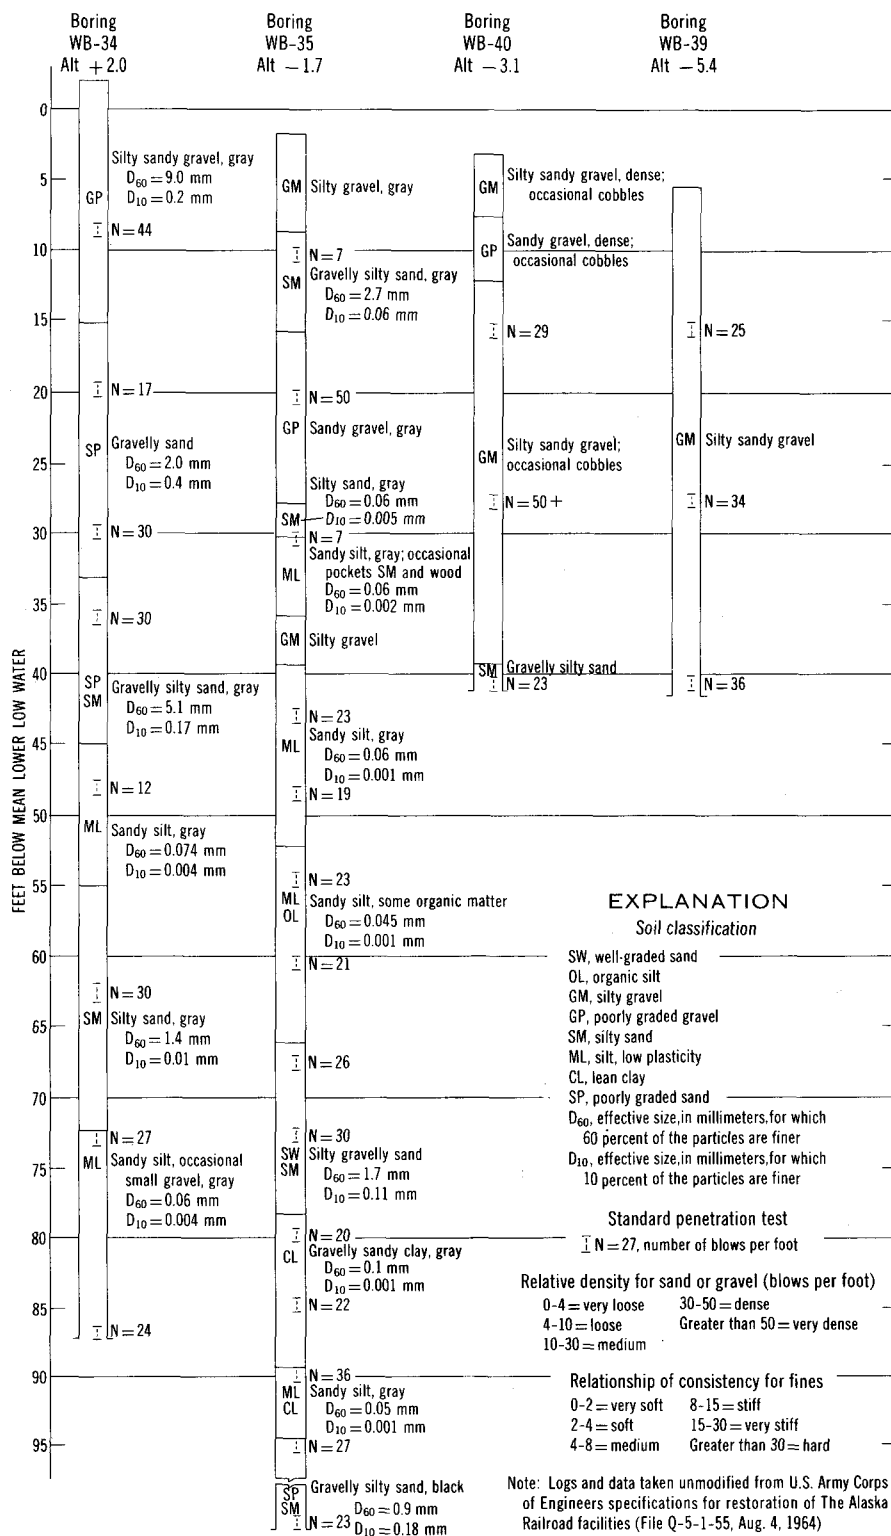 Boring
WB-34
Alt +2.0
Boring
WB-35
Alt −1.7
Boring
WB-40
Alt −3.1
Boring
WB-39
Alt −5.4
FEET BELOW MEAN LOWER LOW WATER
0
5
10
15
20
25
30
35
40
45
50
55
60
65
70
75
80
85
90
95
Silty sandy gravel, gray
D60 = 9.0 mm
D10 = 0.2 mm
GP
N = 44
N = 17
SP
Gravelly sand
D60 = 2.0 mm
D10 = 0.4 mm
N = 30
N = 30
SP
SM
Gravelly silty sand, gray
D60 = 5.1 mm
D10 = 0.17 mm
N = 12
ML
Sandy silt, gray
D60 = 0.074 mm
D10 = 0.004 mm
N = 30
SM
Silty sand, gray
D60 = 1.4 mm
D10 = 0.01 mm
N = 27
ML
Sandy silt, occasional
small gravel, gray
D60 = 0.06 mm
D10 = 0.004 mm
N = 24
GM
Silty gravel, gray
N = 7
SM
Gravelly silty sand, gray
D60 = 2.7 mm
D10 = 0.06 mm
N = 50
GP
Sandy gravel, gray
Silty sand, gray
D60 = 0.06 mm
SM
D10 = 0.005 mm
N = 7
ML
Sandy silt, gray; occasional
pockets SM and wood
D60 = 0.06 mm
D10 = 0.002 mm
GM
Silty gravel
N = 23
ML
Sandy silt, gray
D60 = 0.06 mm
D10 = 0.001 mm
N = 19
N = 23
ML
OL
Sandy silt, some organic matter
D60 = 0.045 mm
D10 = 0.001 mm
N = 21
N = 26
N = 30
SW
SM
Silty gravelly sand
D60 = 1.7 mm
D10 = 0.11 mm
N = 20
CL
Gravelly sandy clay, gray
D60 = 0.1 mm
D10 = 0.001 mm
N = 22
N = 36
ML
CL
Sandy silt, gray
D60 = 0.05 mm
D10 = 0.001 mm
N = 27
SP
SM
Gravelly silty sand, black
D60 = 0.9 mm
N = 23
D10 = 0.18 mm
GM
Silty sandy gravel, dense;
occasional cobbles
GP
Sandy gravel, dense;
occasional cobbles
N = 29
GM
Silty sandy gravel;
occasional cobbles
N = 50 +
SM
Gravelly silty sand
N = 23
N = 25
GM
Silty sandy gravel
N = 34
N = 36
EXPLANATION
Soil classification
SW, well-graded sand
OL, organic silt
GM, silty gravel
GP, poorly graded gravel
SM, silty sand
ML, silt, low plasticity
CL, lean clay
SP, poorly graded sand
D60, effective size, in millimeters, for which
60 percent of the particles are finer
D10, effective size, in millimeters, for which
10 percent of the particles are finer
Standard penetration test
N = 27, number of blows per foot
Relative density for sand or gravel (blows per foot)
0-4 = very loose
30-50 = dense
4-10 = loose
Greater than 50 = very dense
10-30 = medium
Relationship of consistency for fines
0-2 = very soft
8-15 = stiff
2-4 = soft
15-30 = very stiff
4-8 = medium
Greater than 30 = hard
Note: Logs and data taken unmodified from U.S. Army Corps
of Engineers specifications for restoration of The Alaska
Railroad facilities (File Q-5-1-55, Aug. 4, 1964)